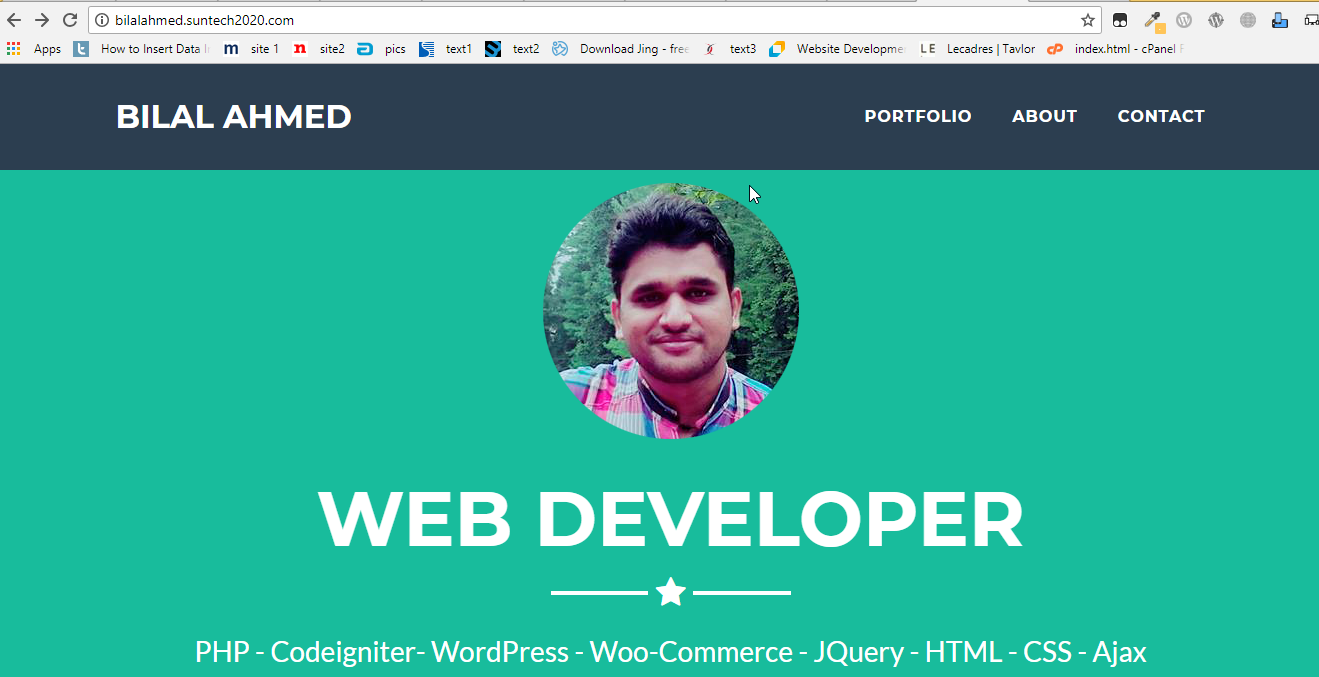 bilalahmed.suntech2020.com
Apps How to Insert Data I m site 1 n site2 pics text1 text2 Download Jing - free text3 Website Developme LE Lecadres | Tavlor cP index.html - cPanel F
BILAL AHMED PORTFOLIO ABOUT CONTACT
WEB DEVELOPER
PHP - Codeigniter- WordPress - Woo-Commerce - JQuery - HTML - CSS - Ajax